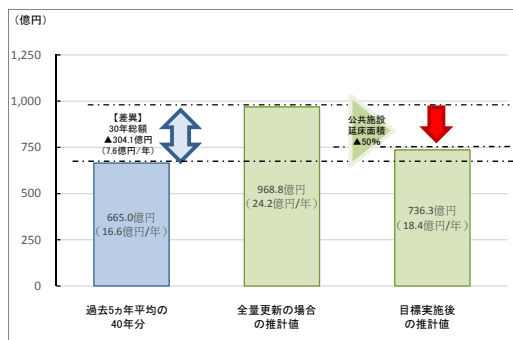 （億円）
1,250
1,000
750
500
250
0
【差異】
30年総額
▲304.1億円
（7.6億円/年）
公共施設
延床面積
▲50%
665.0億円
（16.6億円/年）
968.8億円
（24.2億円/年）
736.3億円
（18.4億円/年）
過去5ヵ年平均の
40年分
全量更新の場合
の推計値
目標実施後
の推計値